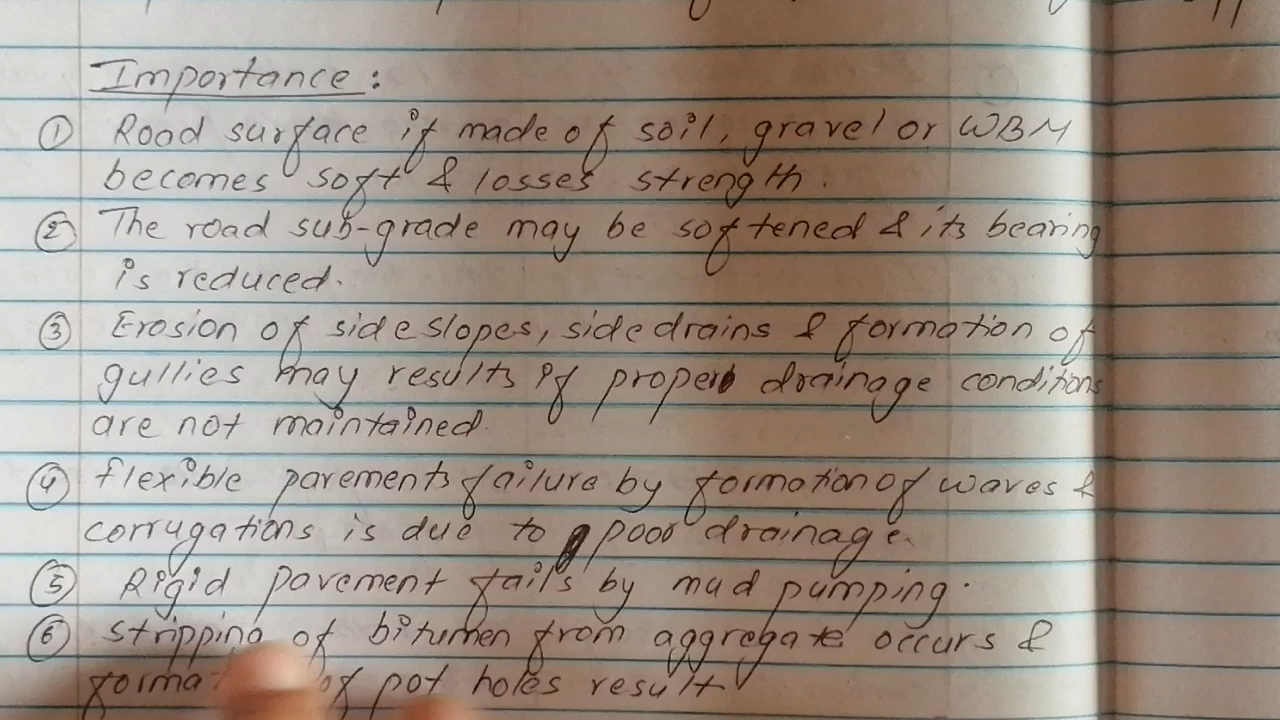 Importance :
① Road surface if made of soil, gravel or WBM
becomes soft & losses strength.
② The road sub-grade may be softened & its bearing
is reduced.
③ Erosion of side slopes, side drains & formation of
gullies may results if proper drainage conditions
are not maintained.
④ flexible pavements failure by formation of waves &
corrugations is due to poor drainage.
⑤ Rigid pavement fails by mud pumping.
⑥ stripping of bitumen from aggregate occurs &
of pot holes result